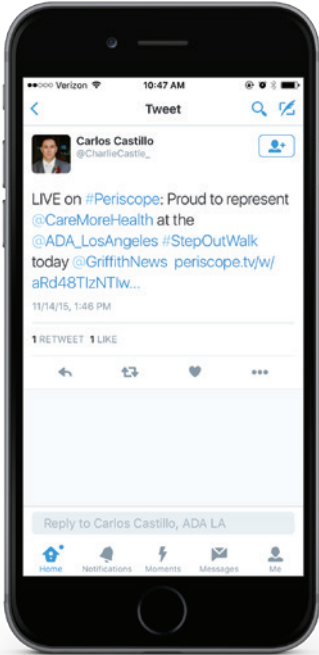 Verizon 10:47 AM
Tweet
Carlos Castillo
@CharlieCastle_
LIVE on #Periscope: Proud to represent
@CareMoreHealth at the
@ADA_LosAngeles #StepOutWalk
today @GriffithNews periscope.tv/w/
aRd48TIzNTIw...
11/14/15, 1:46 PM
1 RETWEET 1 LIKE
Reply to Carlos Castillo, ADA LA
Home Notifications Moments Messages Me